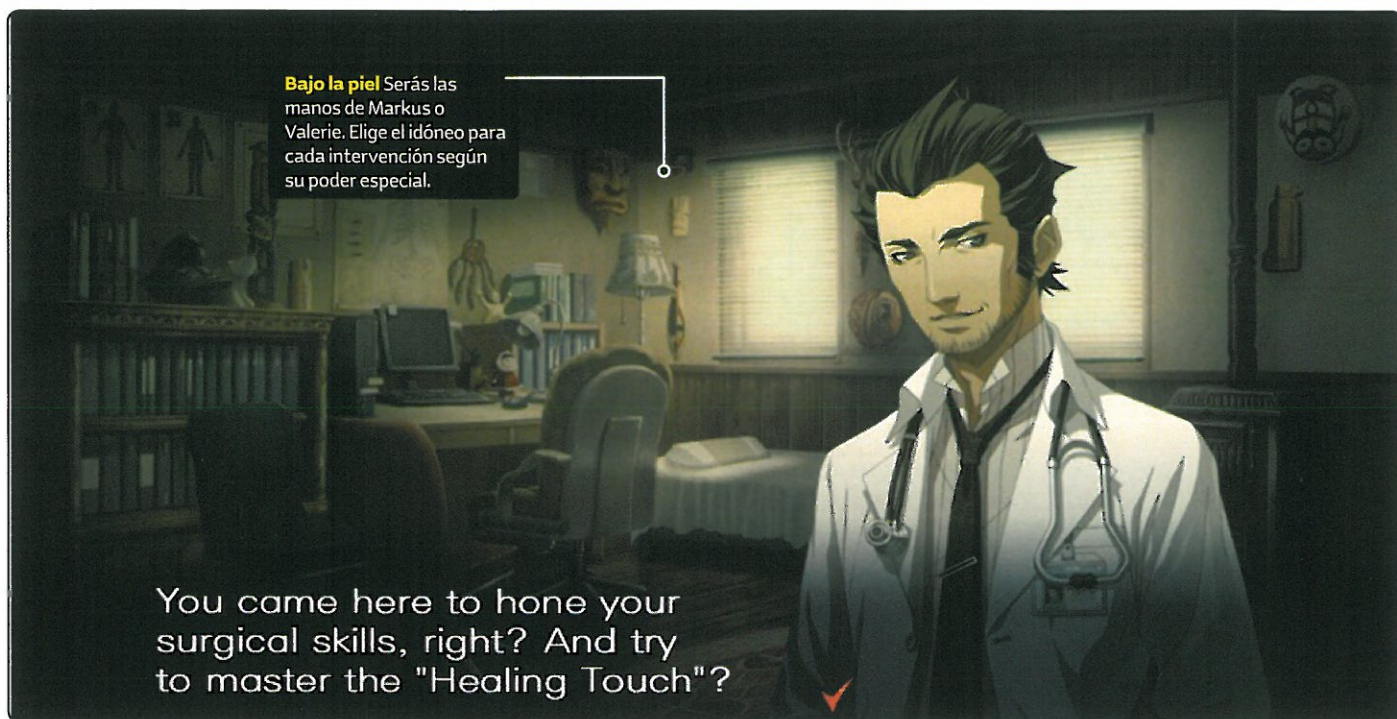 Bajo la piel Serás las
manos de Markus o
Valerie. Elige el idóneo para
cada intervención según
su poder especial.
You came here to hone your
surgical skills, right? And try
to master the "Healing Touch"?